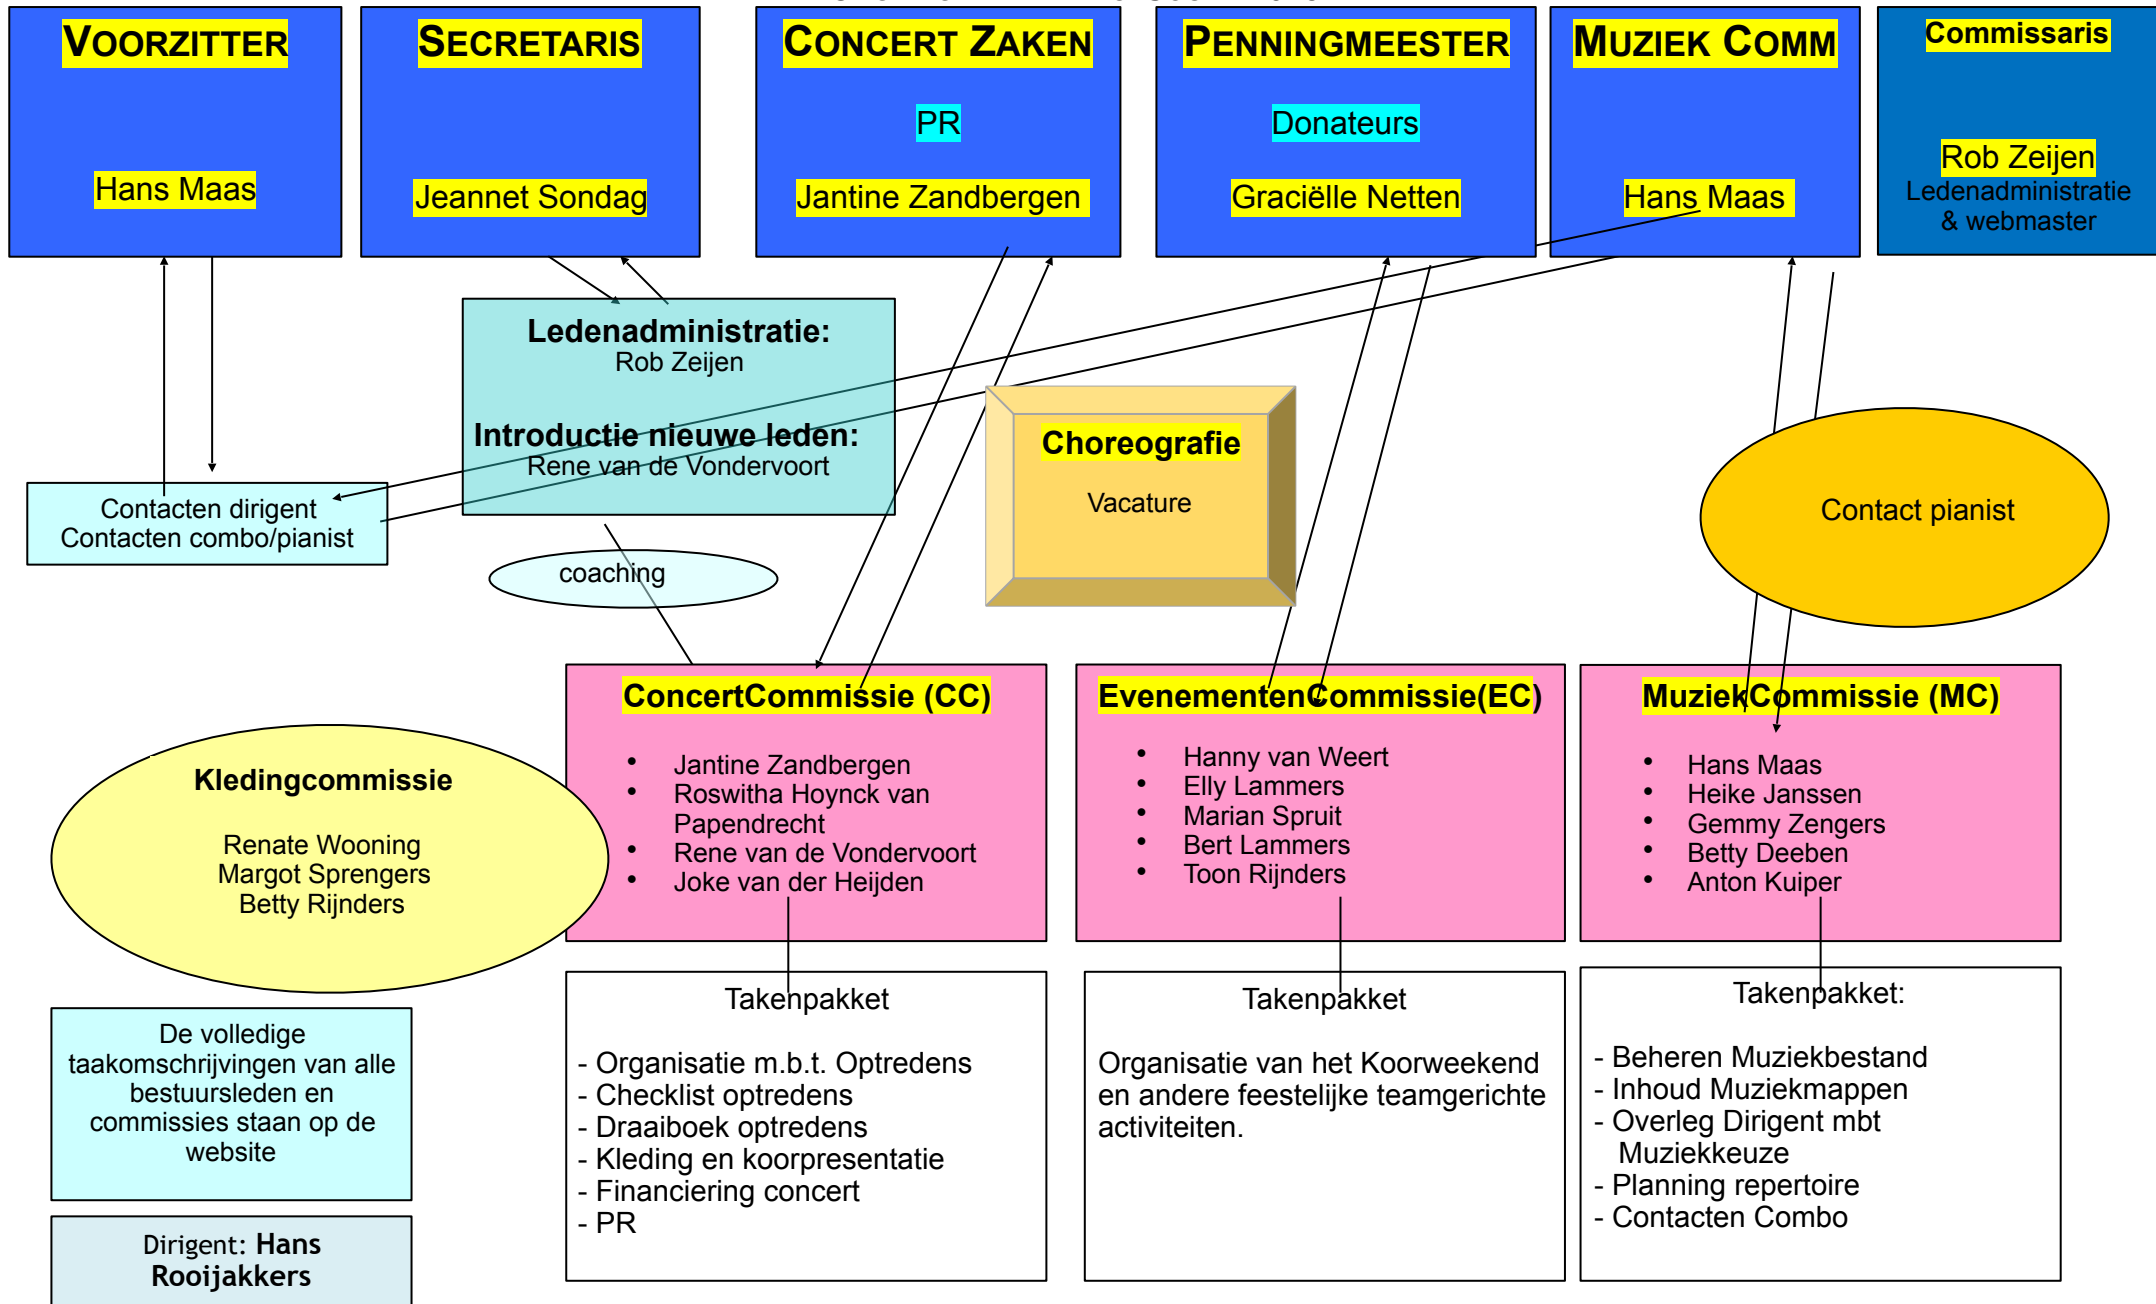 VOORZITTER
Hans Maas
SECRETARIS
Jeannet Sondag
CONCERT ZAKEN
PR
Jantine Zandbergen
PENNINGMEESTER
Donateurs
Graciëlle Netten
MUZIEK COMM
Hans Maas
Commissaris
Rob Zeijen
Ledenadministratie
& webmaster
Ledenadministratie:
Rob Zeijen
Introductie nieuwe leden:
Rene van de Vondervoort
Contacten dirigent
Contacten combo/pianist
coaching
Choreografie
Vacature
Contact pianist
Kledingcommissie
Renate Wooning
Margot Sprengers
Betty Rijnders
ConcertCommissie (CC)
• Jantine Zandbergen
• Roswitha Hoynck van
Papendrecht
• Rene van de Vondervoort
• Joke van der Heijden
EvenementenCommissie(EC)
• Hanny van Weert
• Elly Lammers
• Marian Spruit
• Bert Lammers
• Toon Rijnders
MuziekCommissie (MC)
• Hans Maas
• Heike Janssen
• Gemmy Zengers
• Betty Deeben
• Anton Kuiper
De volledige
taakomschrijvingen van alle
bestuursleden en
commissies staan op de
website
Dirigent: Hans
Rooijakkers
Takenpakket
- Organisatie m.b.t. Optredens
- Checklist optredens
- Draaiboek optredens
- Kleding en koorpresentatie
- Financiering concert
- PR
Takenpakket
Organisatie van het Koorweekend
en andere feestelijke teamgerichte
activiteiten.
Takenpakket:
- Beheren Muziekbestand
- Inhoud Muziekmappen
- Overleg Dirigent mbt
Muziekkeuze
- Planning repertoire
- Contacten Combo